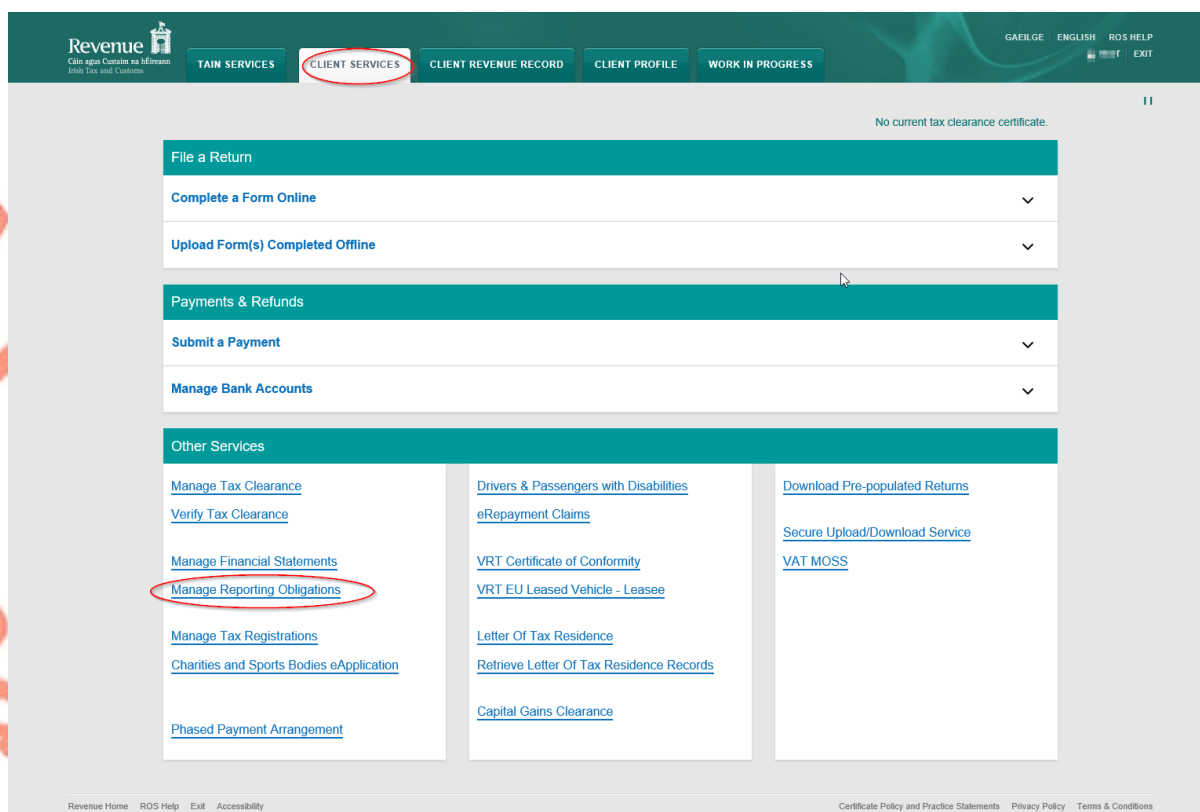 GAEILGE ENGLISH ROS HELP
Revenue
Cáin agus Custaim na hÉireann
Irish Tax and Customs
EXIT
TAIN SERVICES CLIENT SERVICES CLIENT REVENUE RECORD CLIENT PROFILE WORK IN PROGRESS
No current tax clearance certificate.
File a Return
Complete a Form Online
Upload Form(s) Completed Offline
Payments & Refunds
Submit a Payment
Manage Bank Accounts
Other Services
Manage Tax Clearance
Verify Tax Clearance
Manage Financial Statements
Manage Reporting Obligations
Manage Tax Registrations
Charities and Sports Bodies eApplication
Phased Payment Arrangement
Drivers & Passengers with Disabilities
eRepayment Claims
VRT Certificate of Conformity
VRT EU Leased Vehicle - Leasee
Letter Of Tax Residence
Retrieve Letter Of Tax Residence Records
Capital Gains Clearance
Download Pre-populated Returns
Secure Upload/Download Service
VAT MOSS
Revenue Home ROS Help Exit Accessibility Certificate Policy and Practice Statements Privacy Policy Terms & Conditions